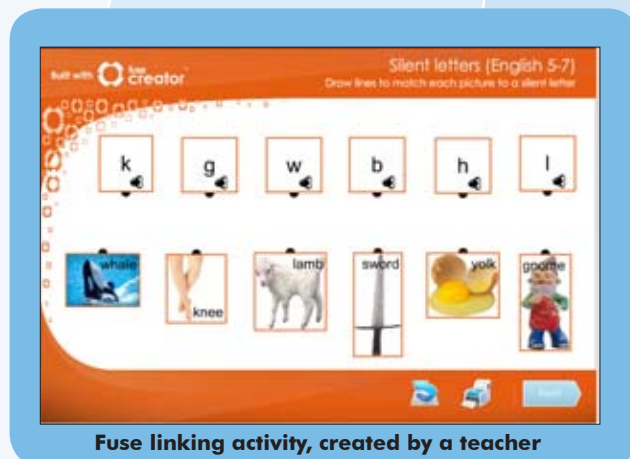 Built with fuse creator
Silent letters (English 5-7)
Draw lines to match each picture to a silent letter
k g w b h l
whale knee lamb sword yolk gnome
Fuse linking activity, created by a teacher